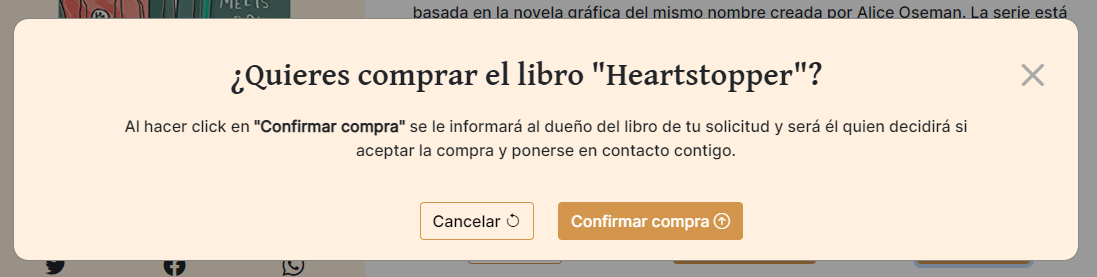 MEETS
basada en la novela gráfica del mismo nombre creada por Alice Oseman. La serie está
¿Quieres comprar el libro "Heartstopper"?
Al hacer click en "Confirmar compra" se le informará al dueño del libro de tu solicitud y será él quien decidirá si
aceptar la compra y ponerse en contacto contigo.
Cancelar
Confirmar compra